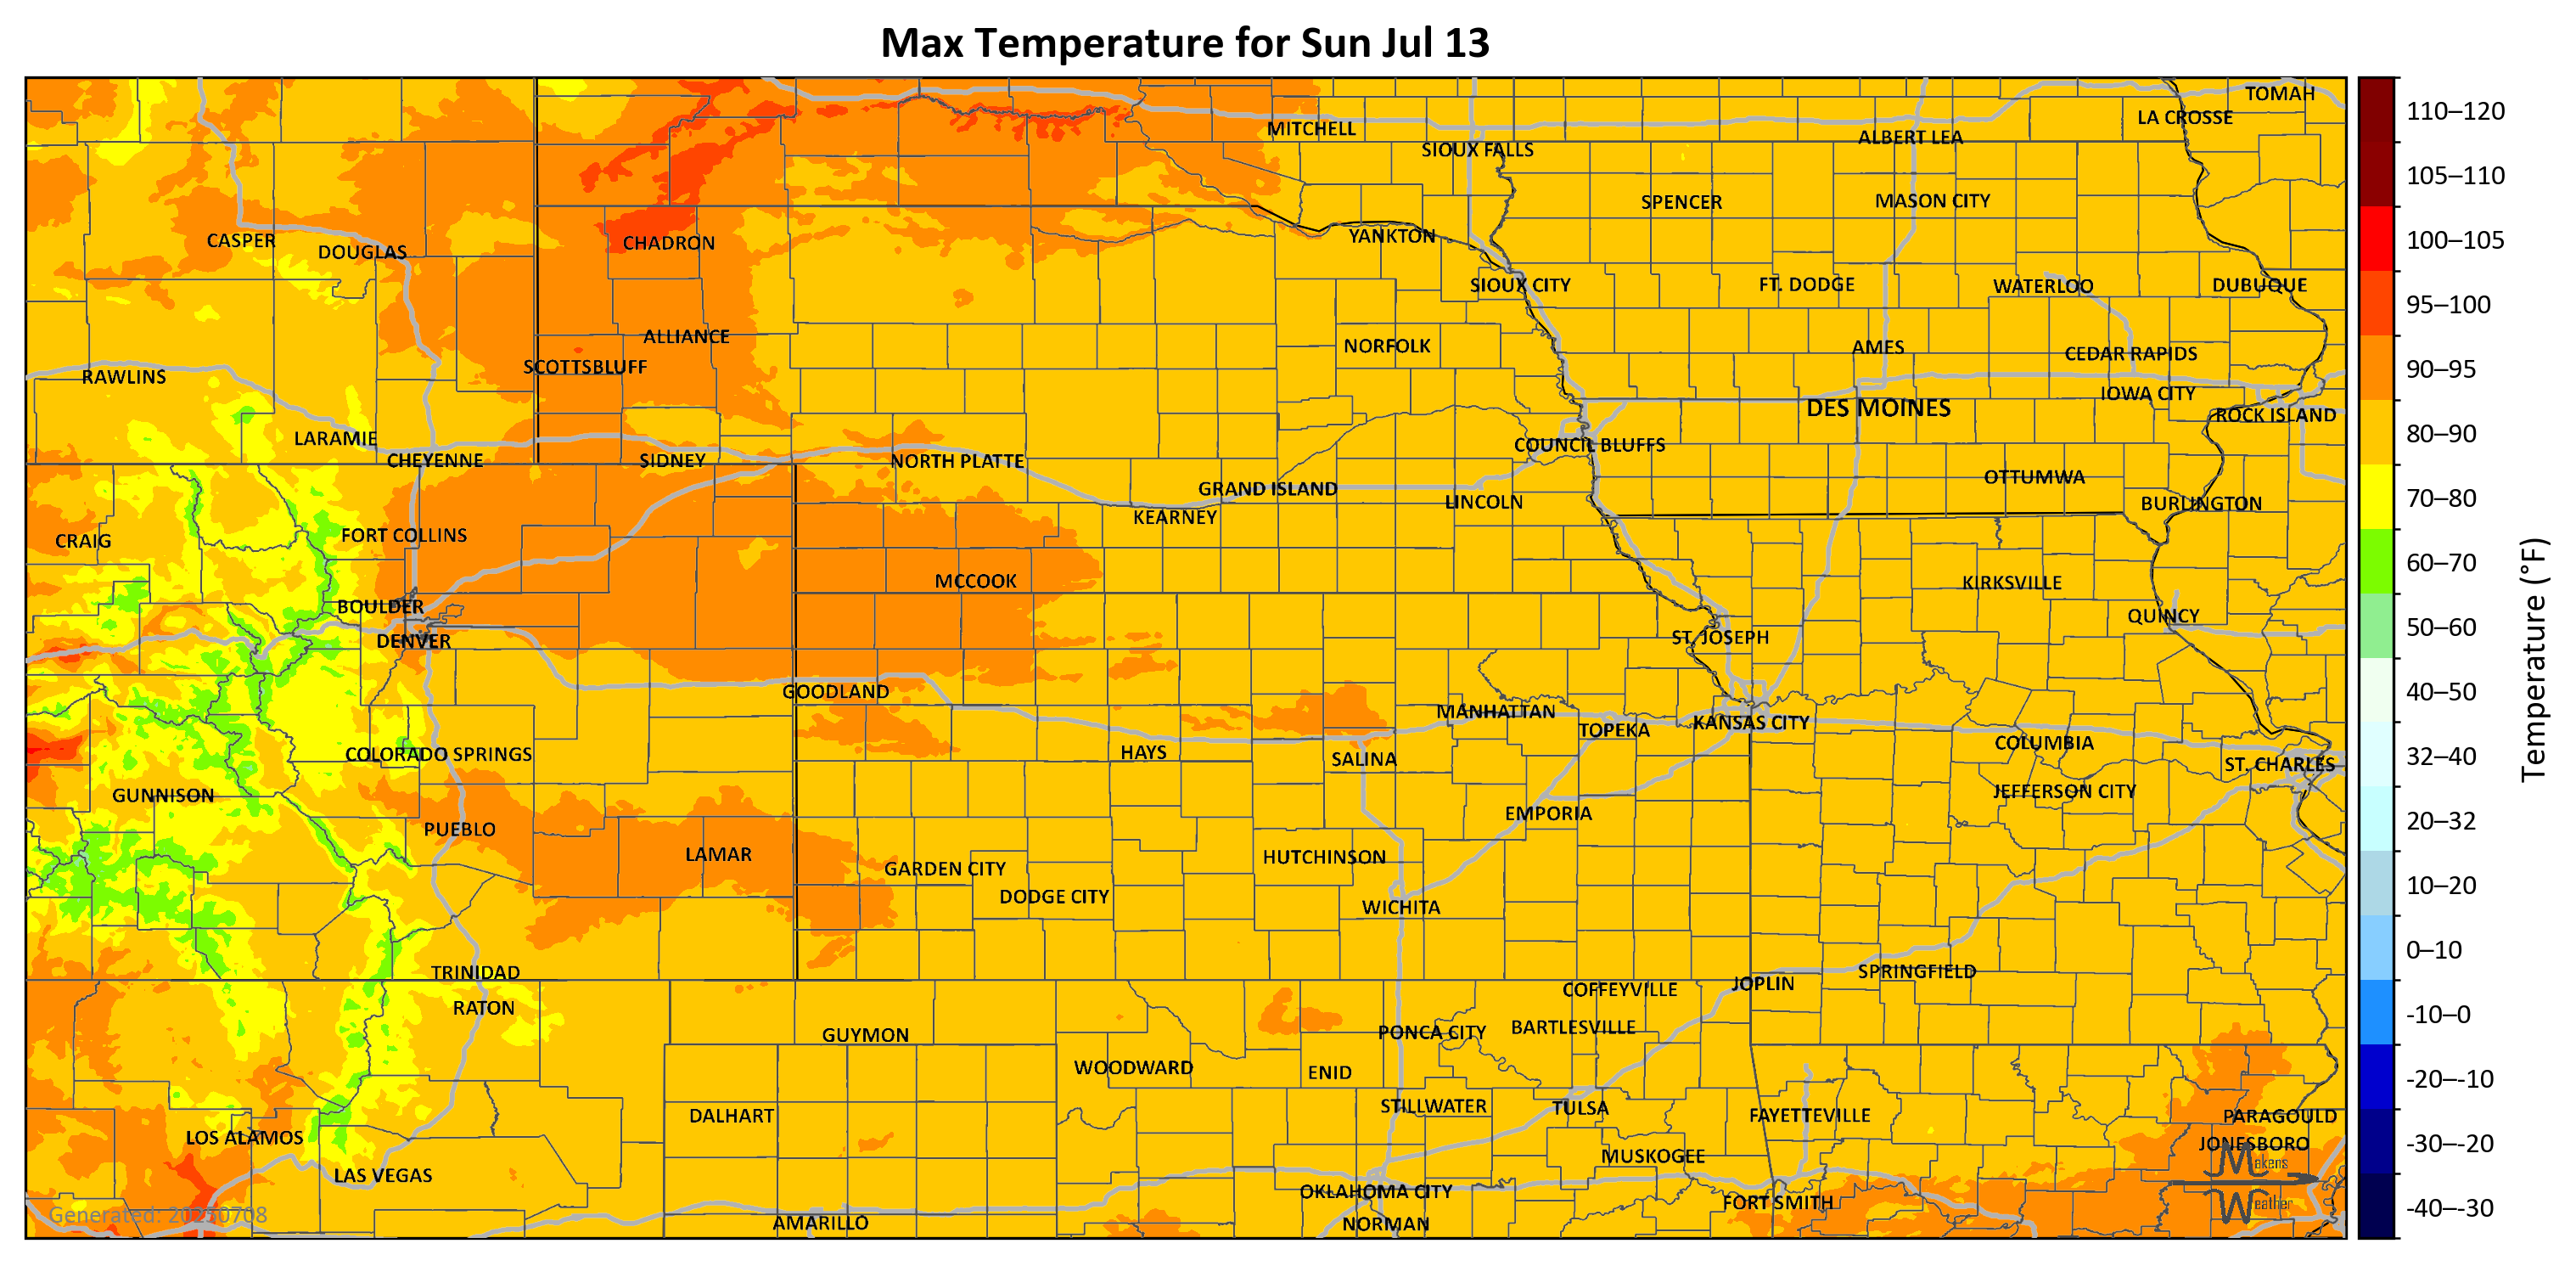 Max Temperature for Sun Jul 13
TOMAH
LA CROSSE
MITCHELL
ALBERT LEA
SIOUX FALLS
SPENCER
MASON CITY
CASPER
DOUGLAS
CHADRON
YANKTON
SIOUX CITY
FT. DODGE
WATERLOO
DUBUQUE
ALLIANCE
NORFOLK
AMES
CEDAR RAPIDS
SCOTTSBLUFF
RAWLINS
IOWA CITY
DES MOINES
ROCK ISLAND
LARAMIE
COUNCIL BLUFFS
CHEYENNE
SIDNEY
NORTH PLATTE
OTTUMWA
GRAND ISLAND
LINCOLN
BURLINGTON
KEARNEY
FORT COLLINS
CRAIG
MCCOOK
KIRKSVILLE
BOULDER
QUINCY
DENVER
ST. JOSEPH
GOODLAND
MANHATTAN
KANSAS CITY
TOPEKA
COLUMBIA
HAYS
COLORADO SPRINGS
SALINA
ST. CHARLES
GUNNISON
JEFFERSON CITY
EMPORIA
PUEBLO
LAMAR
HUTCHINSON
GARDEN CITY
DODGE CITY
WICHITA
TRINIDAD
SPRINGFIELD
JOPLIN
COFFEYVILLE
RATON
BARTLESVILLE
PONCA CITY
GUYMON
WOODWARD
ENID
STILLWATER
TULSA
DALHART
FAYETTEVILLE
PARAGOULD
LOS ALAMOS
JONESBORO
MUSKOGEE
LAS VEGAS
OKLAHOMA CITY
FORT SMITH
AMARILLO
NORMAN
Makens
Weather
Generated: 20250708
110–120
105–110
100–105
95–100
90–95
80–90
70–80
60–70
50–60
40–50
32–40
20–32
10–20
0–10
-10–0
-20–-10
-30–-20
-40–-30
Temperature (°F)